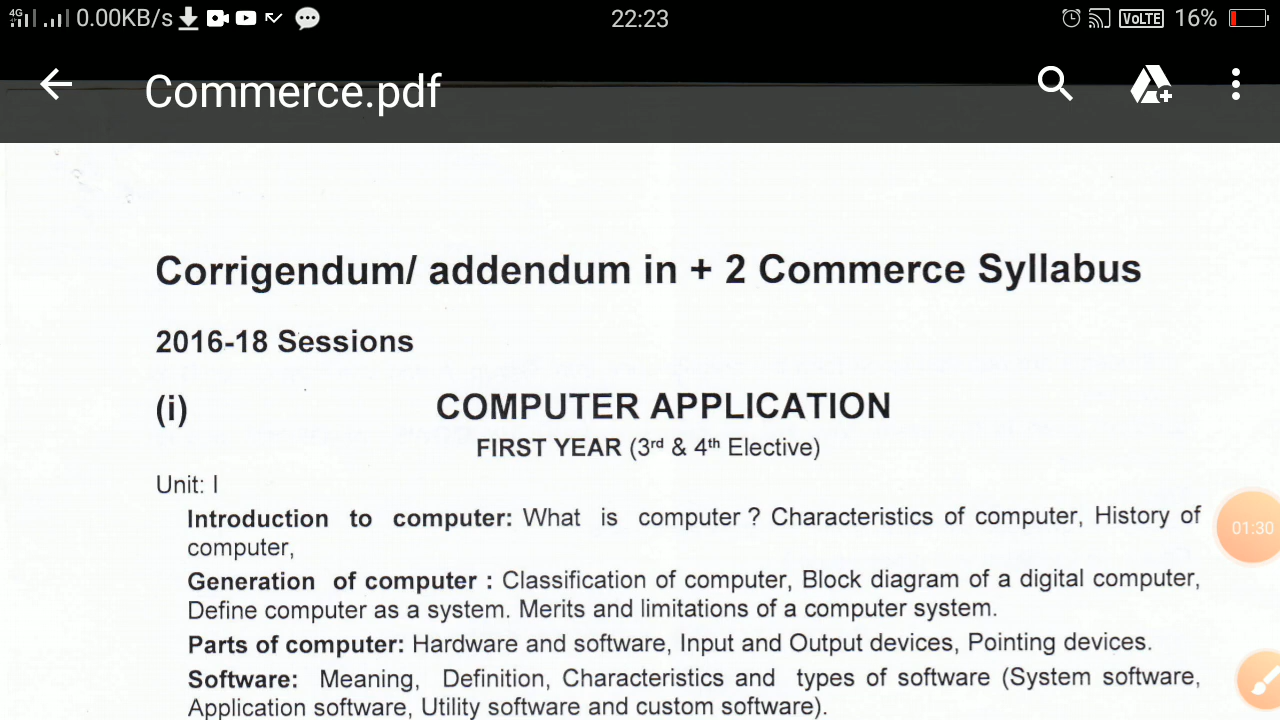 4G 0.00KB/s 22:23 VoLTE 16%
Commerce.pdf
Corrigendum/ addendum in + 2 Commerce Syllabus
2016-18 Sessions
(i) COMPUTER APPLICATION
FIRST YEAR (3rd & 4th Elective)
Unit: I
Introduction to computer: What is computer ? Characteristics of computer, History of
computer,
Generation of computer : Classification of computer, Block diagram of a digital computer,
Define computer as a system. Merits and limitations of a computer system.
Parts of computer: Hardware and software, Input and Output devices, Pointing devices.
Software: Meaning, Definition, Characteristics and types of software (System software,
Application software, Utility software and custom software).
01:30